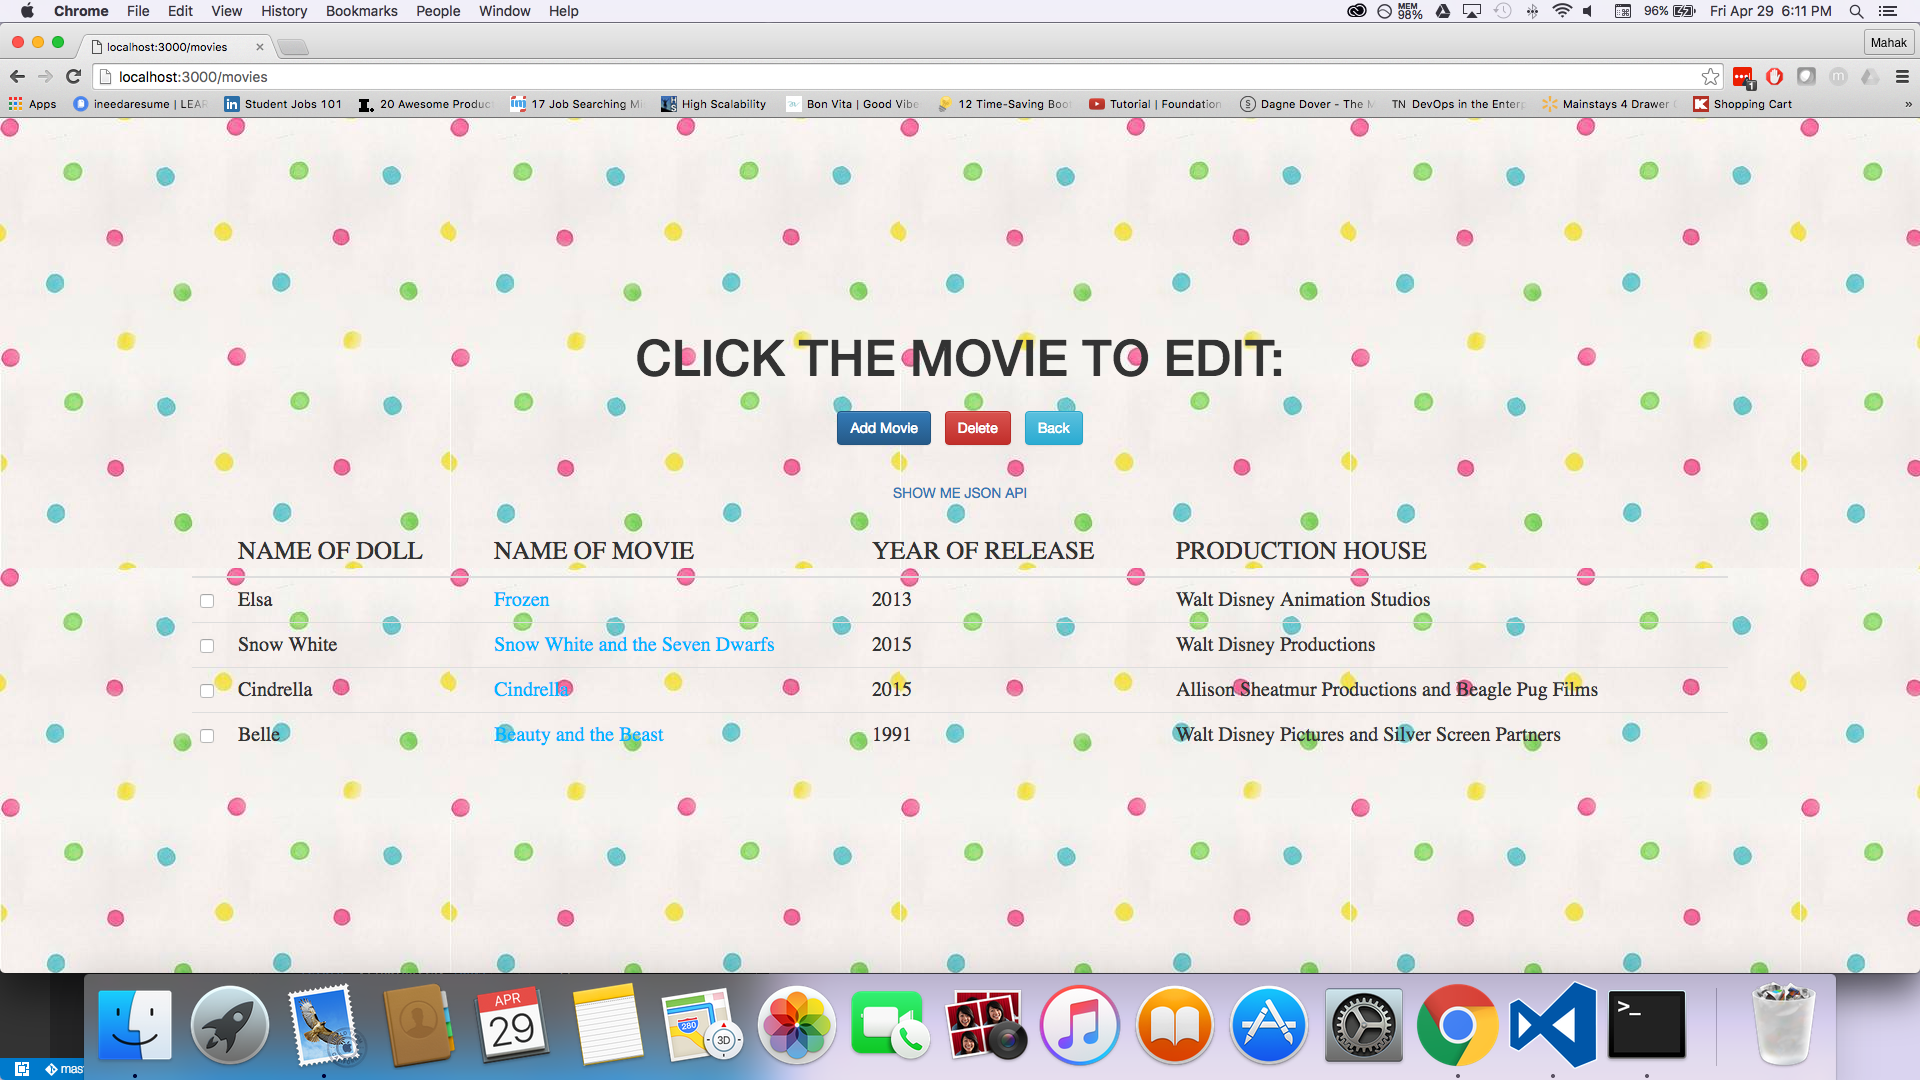 Chrome File Edit View History Bookmarks People Window Help MEM 98% 96% Fri Apr 29 6:11 PM
localhost:3000/movies Mahak
localhost:3000/movies 1
Apps ineedaresume | LEAR Student Jobs 101 20 Awesome Produc 17 Job Searching Mi High Scalability Bon Vita | Good Vibe 12 Time-Saving Boot Tutorial | Foundation Dagne Dover - The M TN DevOps in the Enterp Mainstays 4 Drawer Shopping Cart »
CLICK THE MOVIE TO EDIT:
Add Movie Delete Back
SHOW ME JSON API
NAME OF DOLL NAME OF MOVIE YEAR OF RELEASE PRODUCTION HOUSE
Elsa Frozen 2013 Walt Disney Animation Studios
Snow White Snow White and the Seven Dwarfs 2015 Walt Disney Productions
Cindrella Cindrella 2015 Allison Sheatmur Productions and Beagle Pug Films
Belle Beauty and the Beast 1991 Walt Disney Pictures and Silver Screen Partners
APR
29
280
3D
>_
mas